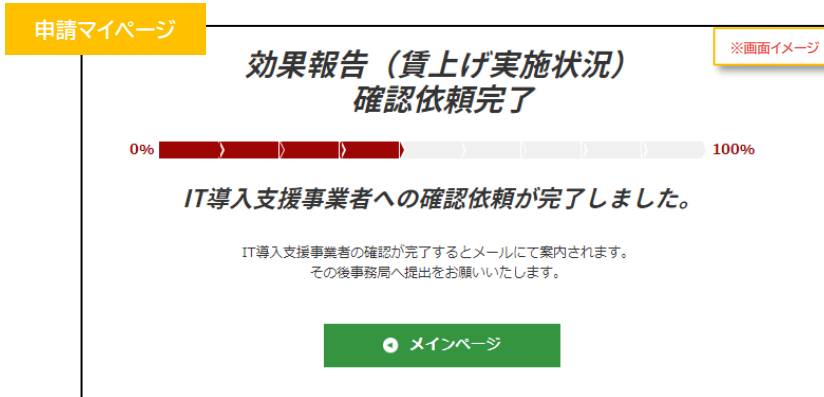 申請マイページ
※画面イメージ
効果報告（賃上げ実施状況）
確認依頼完了
0%
100%
IT導入支援事業者への確認依頼が完了しました。
IT導入支援事業者の確認が完了するとメールにて案内されます。
その後事務局へ提出をお願いいたします。
メインページ